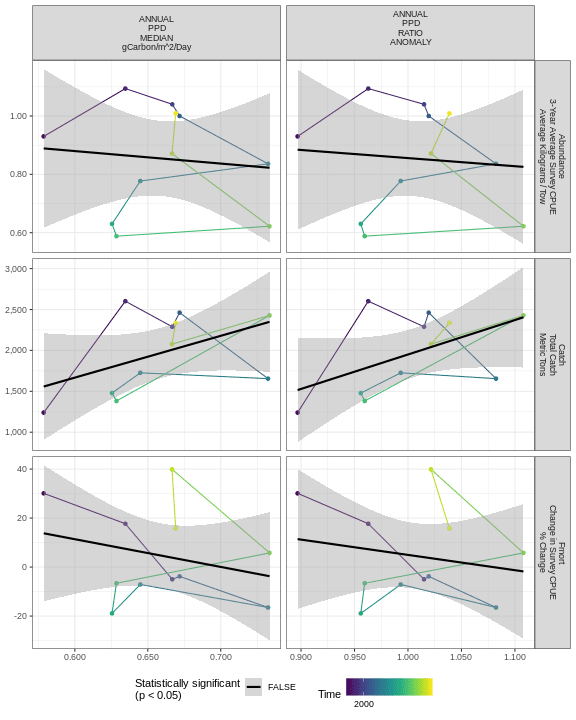 ANNUAL
PPD
MEDIAN
gCarbon/m^2/Day
ANNUAL
PPD
RATIO
ANOMALY
1.00
0.80
0.60
Abundance
3-Year Average Survey CPUE
Average Kilograms / Tow
3,000
2,500
2,000
1,500
1,000
Catch
Total Catch
Metric Tons
40
20
0
-20
Fmort
Change in Survey CPUE
% Change
0.600
0.650
0.700
0.900
0.950
1.000
1.050
1.100
Statistically significant
(p < 0.05)
FALSE
Time
2000